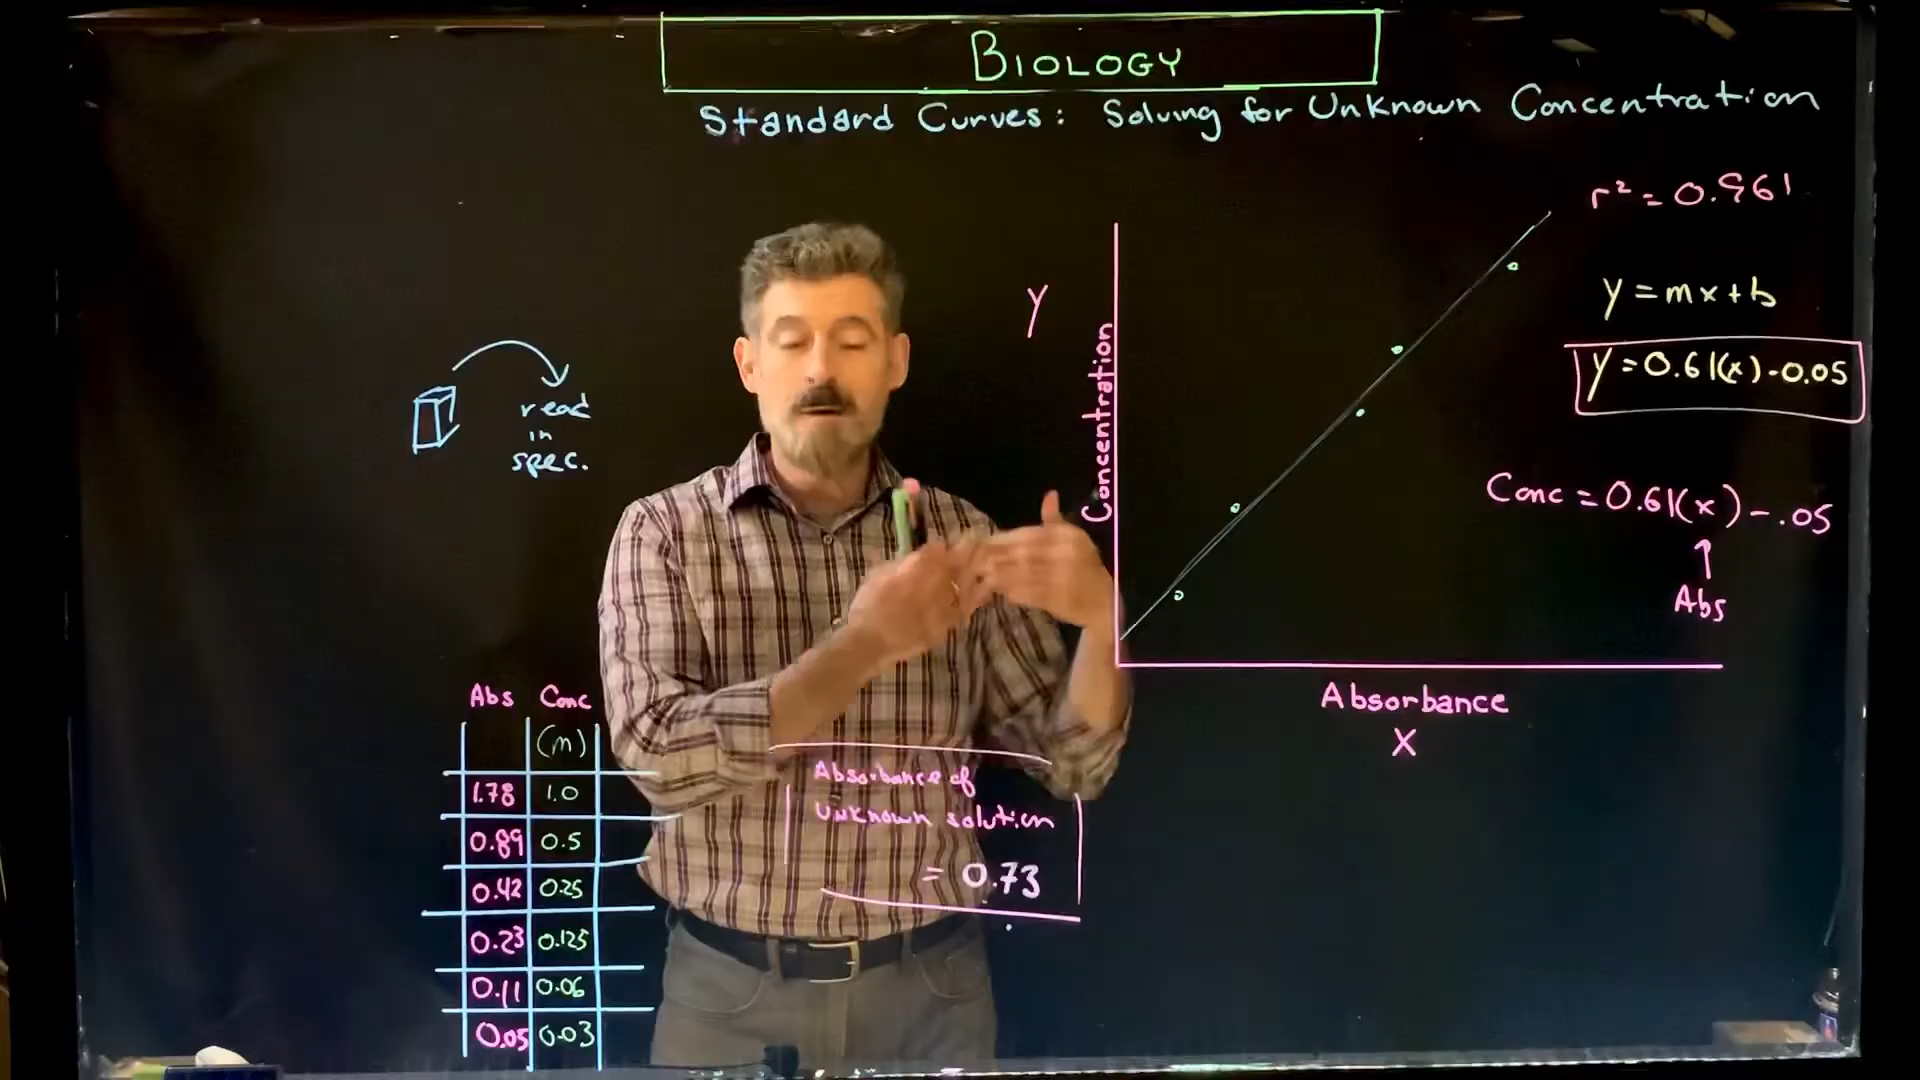 BIOLOGY
Standard Curves: Solving for Unknown Concentration
r² = 0.961
Y
y = mx + b
Y = 0.61(x) - 0.05
Concentration
read
in
spec.
Conc = 0.61(x) - .05
↑
Abs
Absorbance
X
Abs Conc
(m)
1.78 1.0
0.89 0.5
0.42 0.25
0.23 0.125
0.11 0.06
0.05 0.03
Absorbance of
Unknown solution
= 0.73